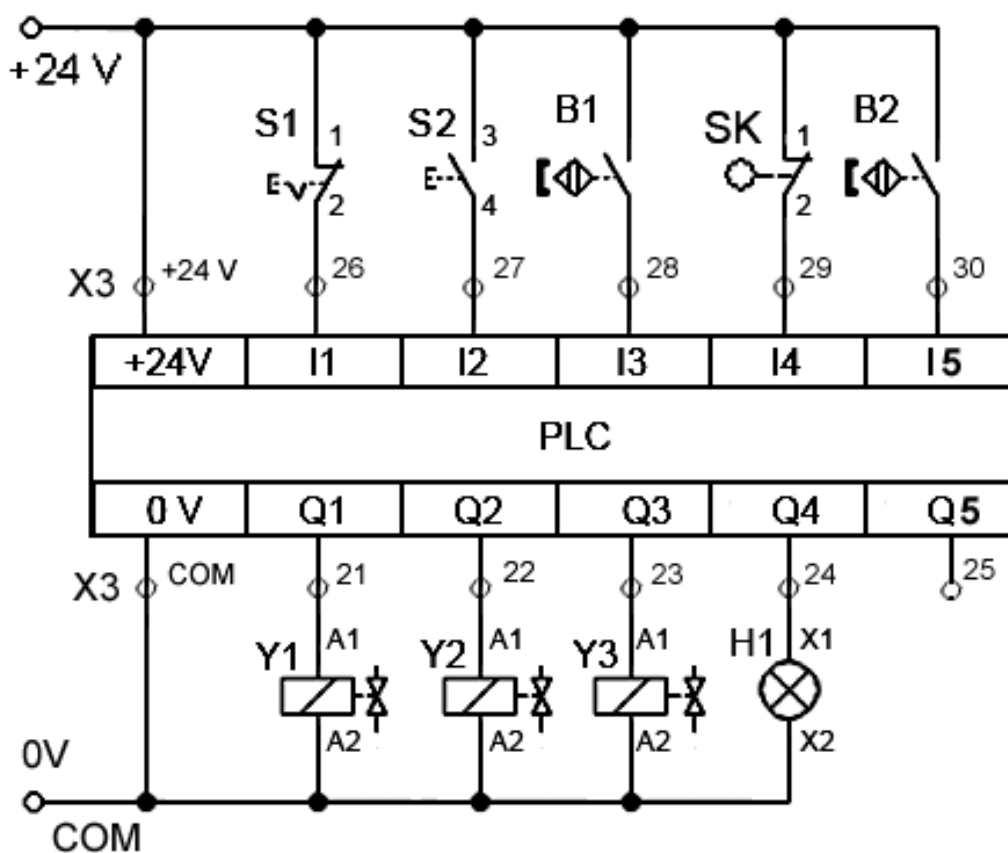 +24 V
S1 1 2
S2 3 4
B1
SK 1 2
B2
X3 +24 V 26 27 28 29 30
+24V I1 I2 I3 I4 I5
PLC
0 V Q1 Q2 Q3 Q4 Q5
X3 COM 21 22 23 24 25
Y1 A1 Y2 A1 Y3 A1 H1 X1
A2 A2 A2 X2
0V
COM